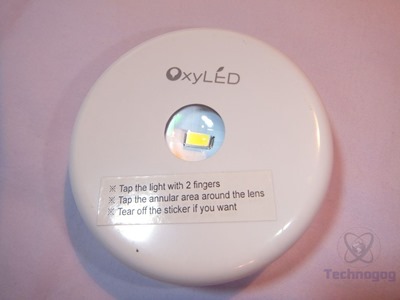 OxyLED
※ Tap the light with 2 fingers
※ Tap the annular area around the lens
※ Tear off the sticker if you want
Technogog